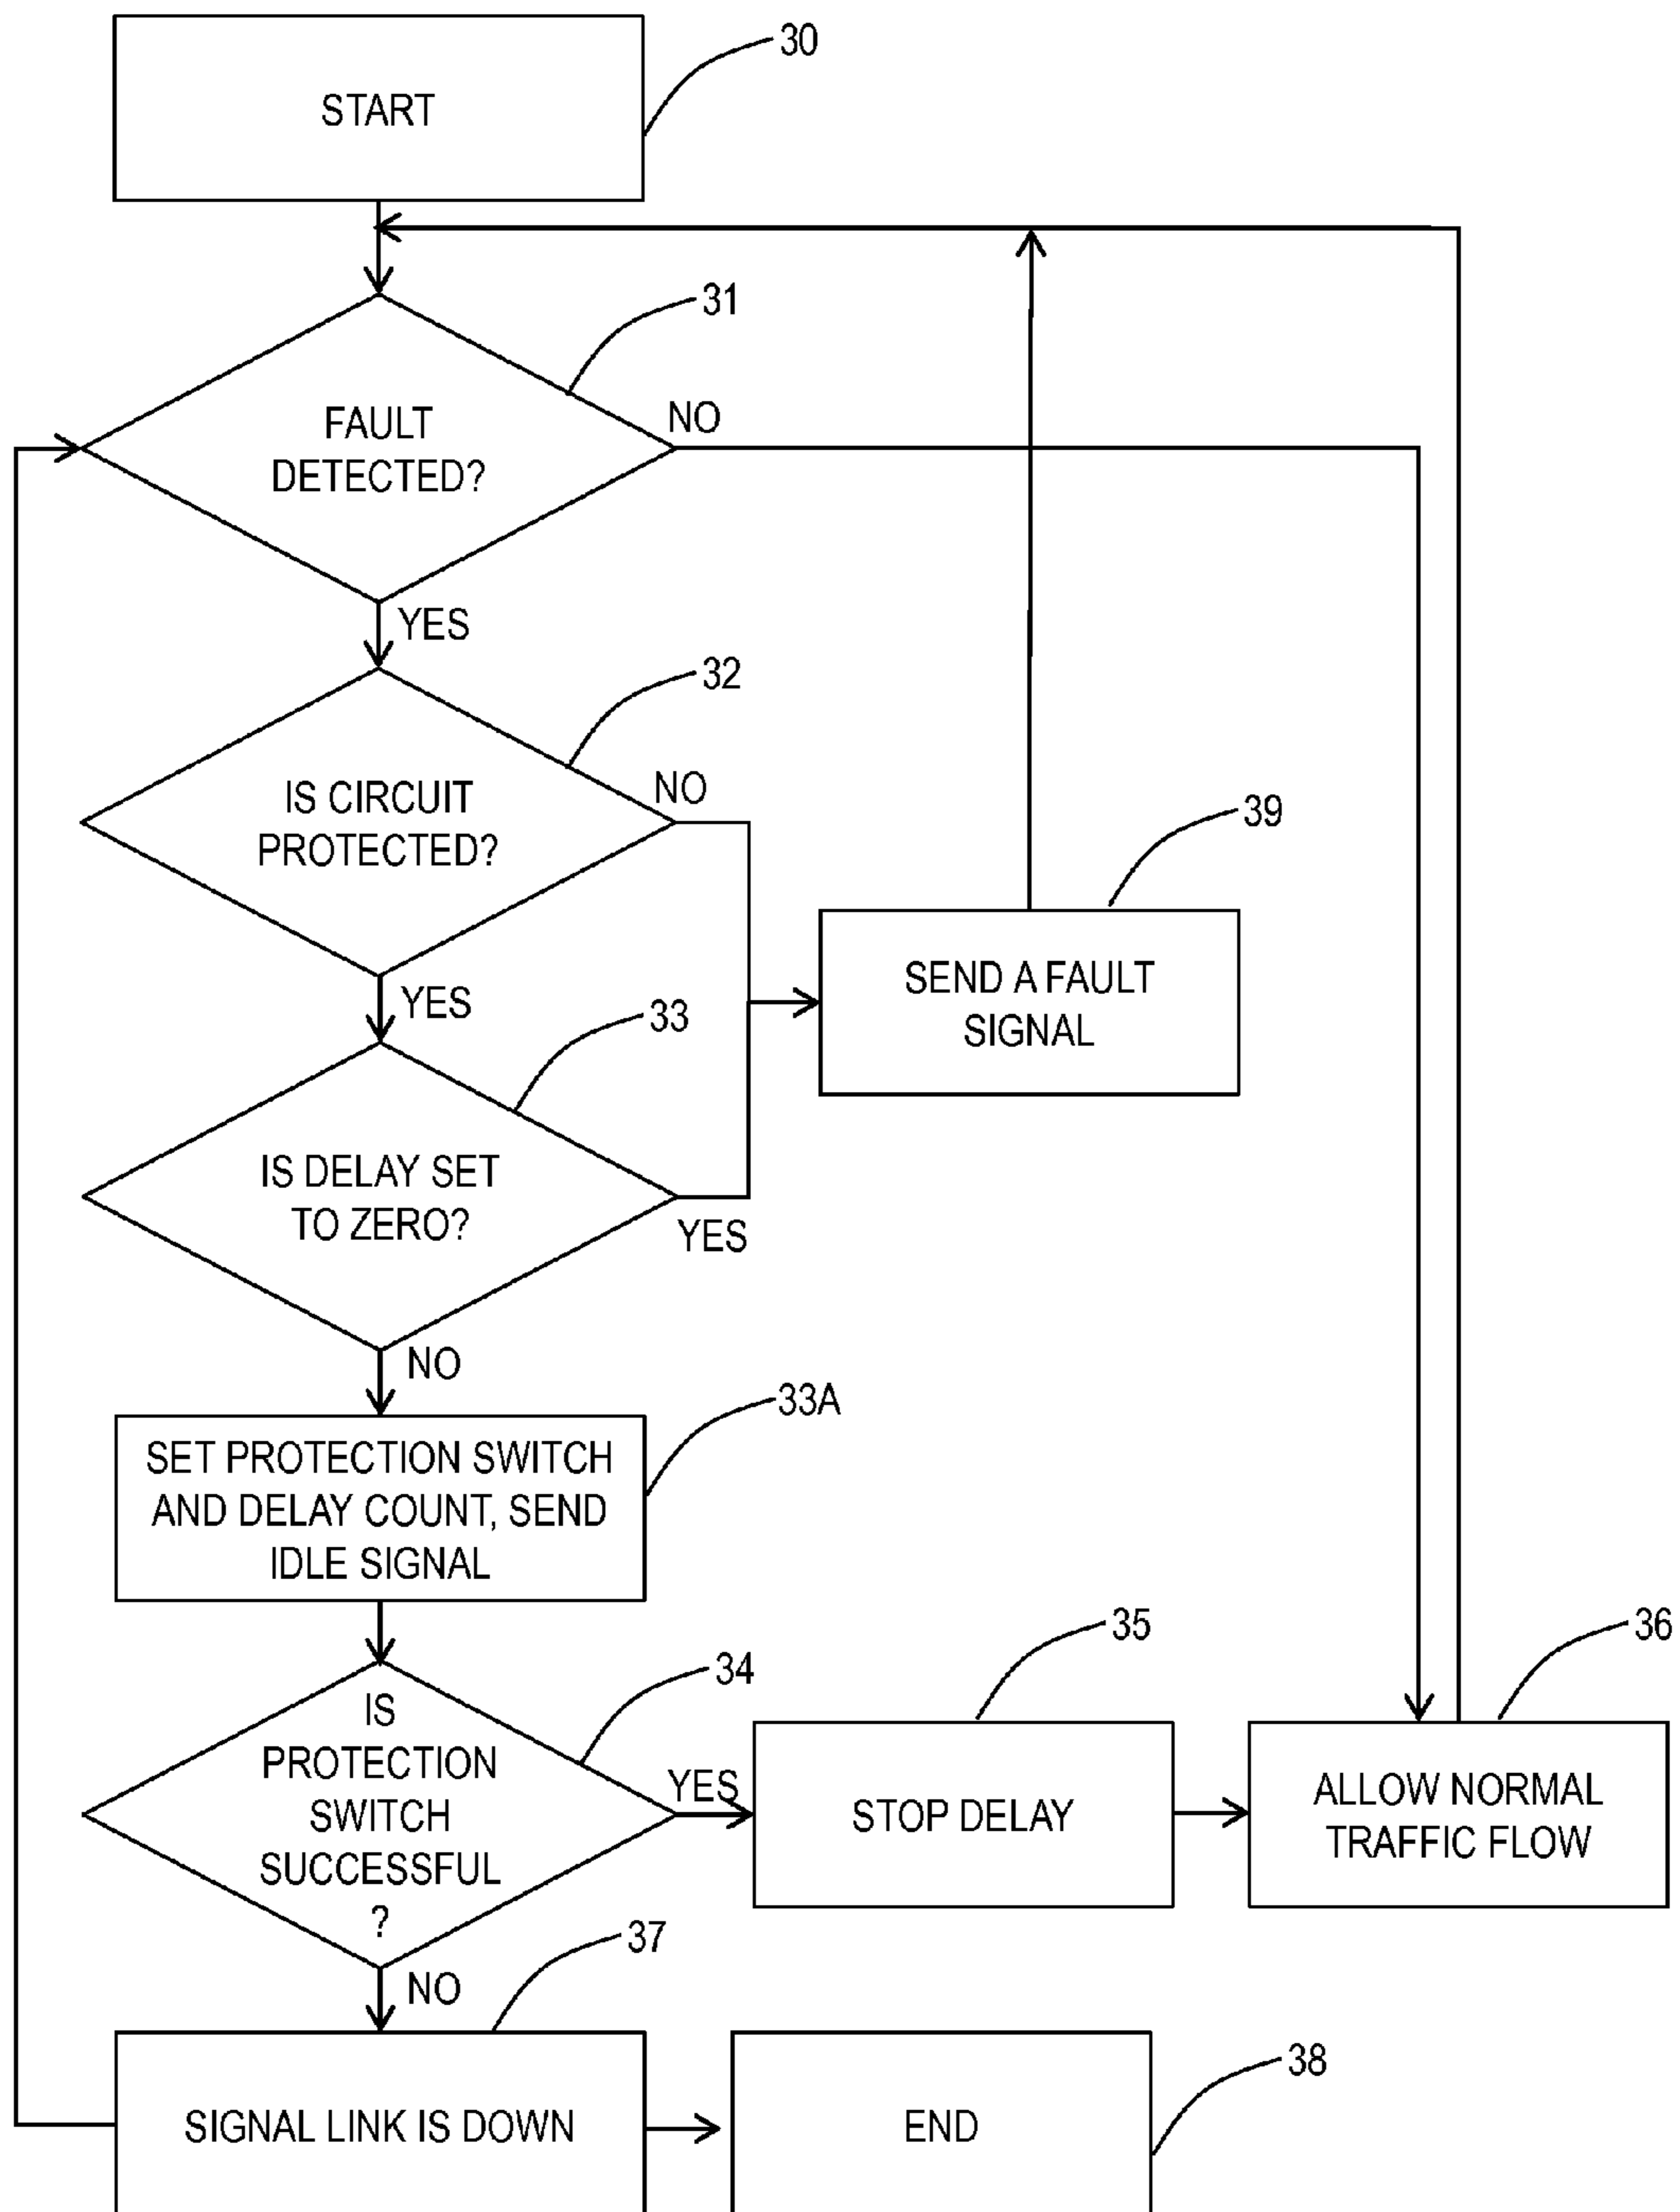 START
30
31
FAULT
DETECTED?
NO
YES
32
IS CIRCUIT
PROTECTED?
NO
39
SEND A FAULT
SIGNAL
YES
33
IS DELAY SET
TO ZERO?
YES
NO
33A
SET PROTECTION SWITCH
AND DELAY COUNT, SEND
IDLE SIGNAL
34
IS
PROTECTION
SWITCH
SUCCESSFUL
?
YES
35
STOP DELAY
36
ALLOW NORMAL
TRAFFIC FLOW
NO
37
SIGNAL LINK IS DOWN
38
END